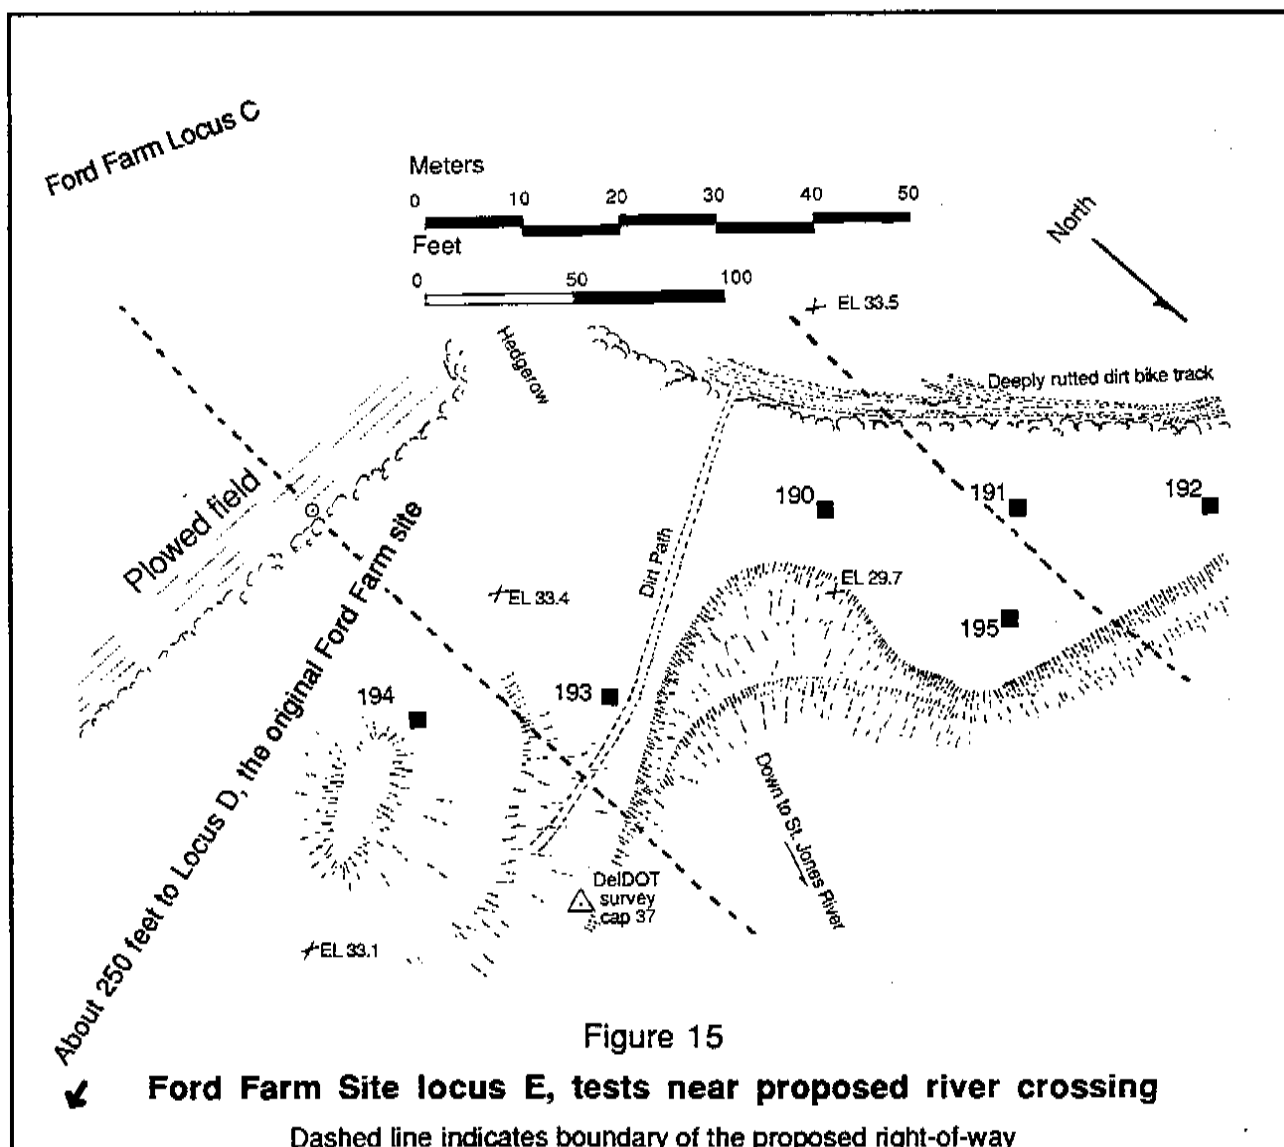 Ford Farm Locus C
Meters
0 10 20 30 40 50
Feet
0 50 100
North
EL 33.5
Hedgerow
Deeply rutted dirt bike track
Plowed field
190
191
192
Dirt Path
EL 33.4
EL 29.7
195
194
193
About 250 feet to Locus D, the original Ford Farm site
Down to St. Jones River
DelDOT
survey
cap 37
EL 33.1
Figure 15
Ford Farm Site locus E, tests near proposed river crossing
Dashed line indicates boundary of the proposed right-of-way